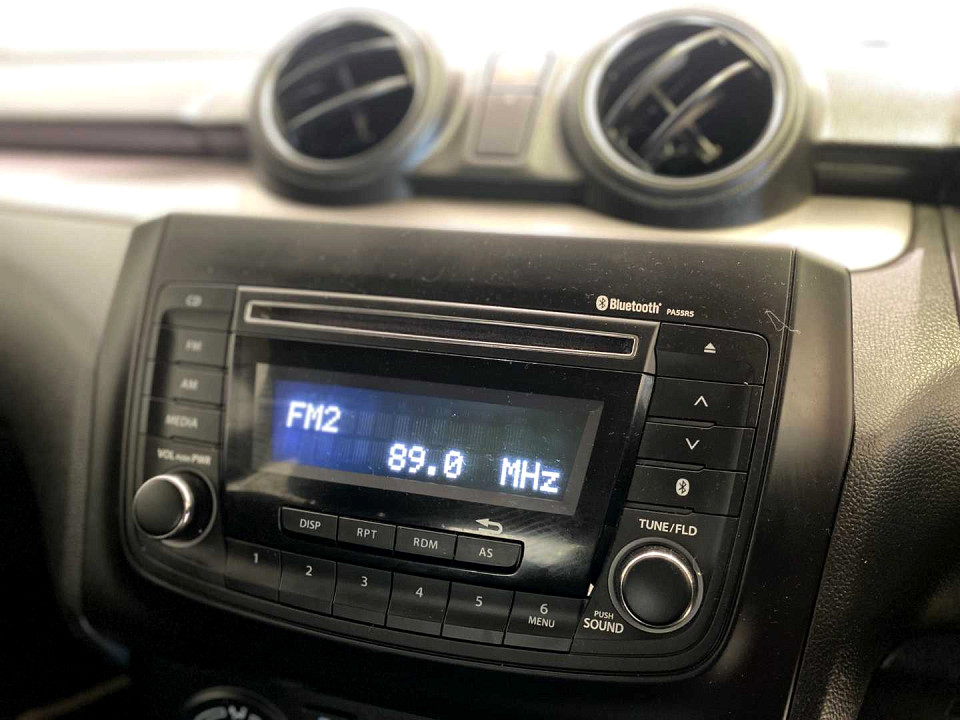 Bluetooth® PA5SR5
CD
FM
AM
MEDIA
VOL PUSH PWR
FM2
89.0 MHz
DISP
RPT
RDM
AS
1
2
3
4
5
6
MENU
TUNE/FLD
PUSH
SOUND